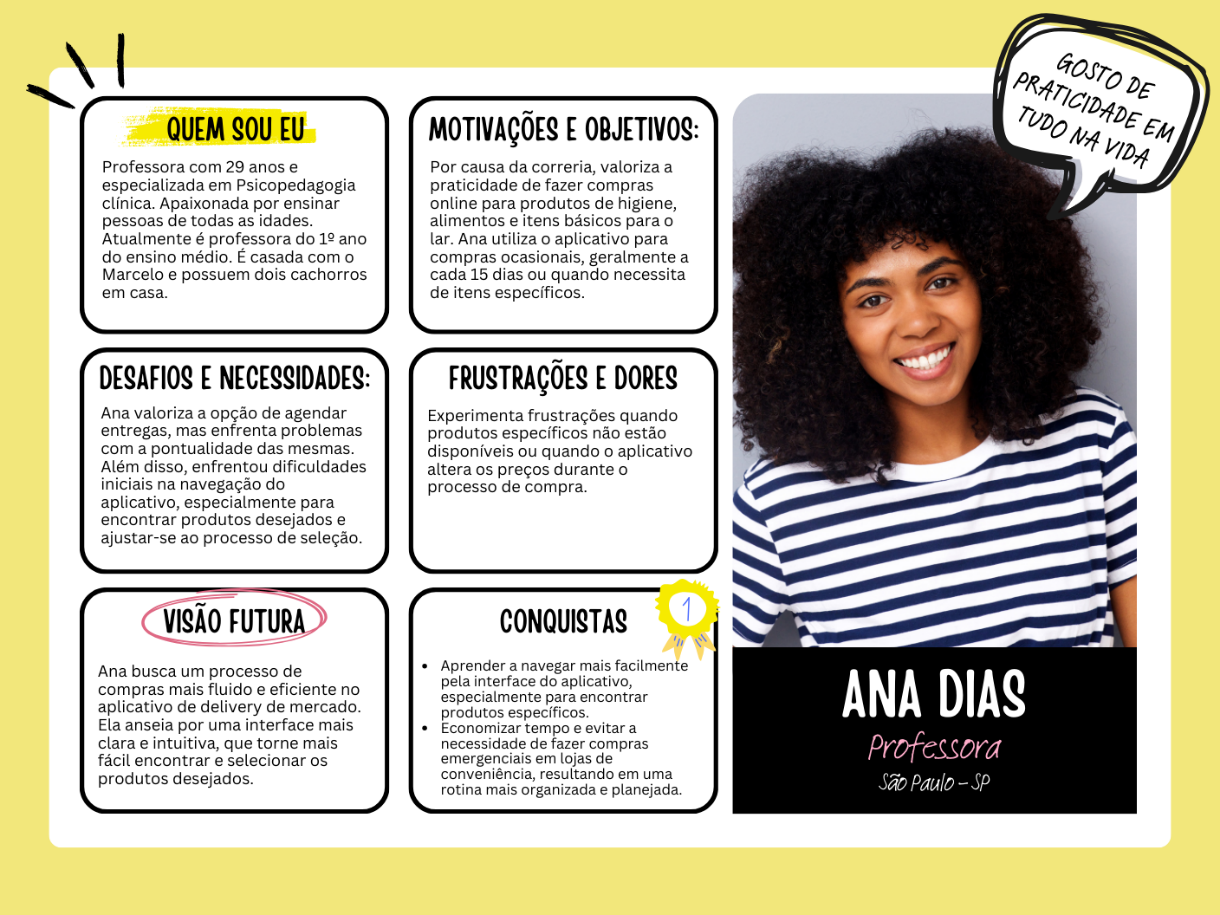 GOSTO DE
PRATICIDADE EM
TUDO NA VIDA
QUEM SOU EU
Professora com 29 anos e
especializada em Psicopedagogia
clínica. Apaixonada por ensinar
pessoas de todas as idades.
Atualmente é professora do 1º ano
do ensino médio. É casada com o
Marcelo e possuem dois cachorros
em casa.
MOTIVAÇÕES E OBJETIVOS:
Por causa da correria, valoriza a
praticidade de fazer compras
online para produtos de higiene,
alimentos e itens básicos para o
lar. Ana utiliza o aplicativo para
compras ocasionais, geralmente a
cada 15 dias ou quando necessita
de itens específicos.
DESAFIOS E NECESSIDADES:
Ana valoriza a opção de agendar
entregas, mas enfrenta problemas
com a pontualidade das mesmas.
Além disso, enfrentou dificuldades
iniciais na navegação do
aplicativo, especialmente para
encontrar produtos desejados e
ajustar-se ao processo de seleção.
FRUSTRAÇÕES E DORES
Experimenta frustrações quando
produtos específicos não estão
disponíveis ou quando o aplicativo
altera os preços durante o
processo de compra.
VISÃO FUTURA
Ana busca um processo de
compras mais fluido e eficiente no
aplicativo de delivery de mercado.
Ela anseia por uma interface mais
clara e intuitiva, que torne mais
fácil encontrar e selecionar os
produtos desejados.
CONQUISTAS
1
• Aprender a navegar mais facilmente
pela interface do aplicativo,
especialmente para encontrar
produtos específicos.
• Economizar tempo e evitar a
necessidade de fazer compras
emergenciais em lojas de
conveniência, resultando em uma
rotina mais organizada e planejada.
ANA DIAS
Professora
São Paulo – SP